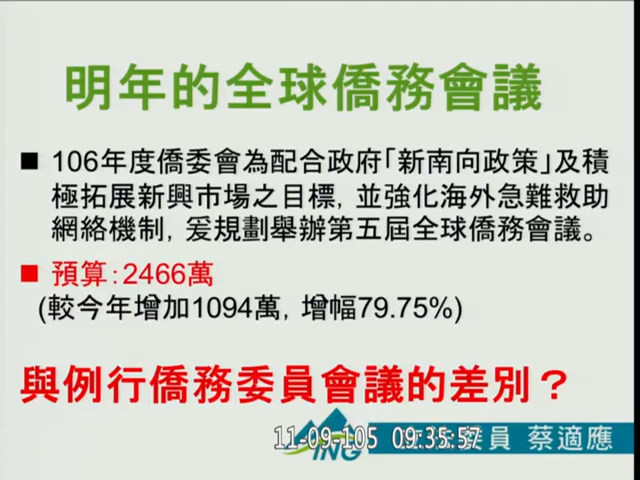 明年的全球僑務會議
■ 106年度僑委會為配合政府「新南向政策」及積
極拓展新興市場之目標，並強化海外急難救助
網絡機制，爰規劃舉辦第五屆全球僑務會議。
■ 預算：2466萬
(較今年增加1094萬，增幅79.75%)
與例行僑務委員會議的差別？
11-09-105 09:35:57
委員 蔡適應
ING